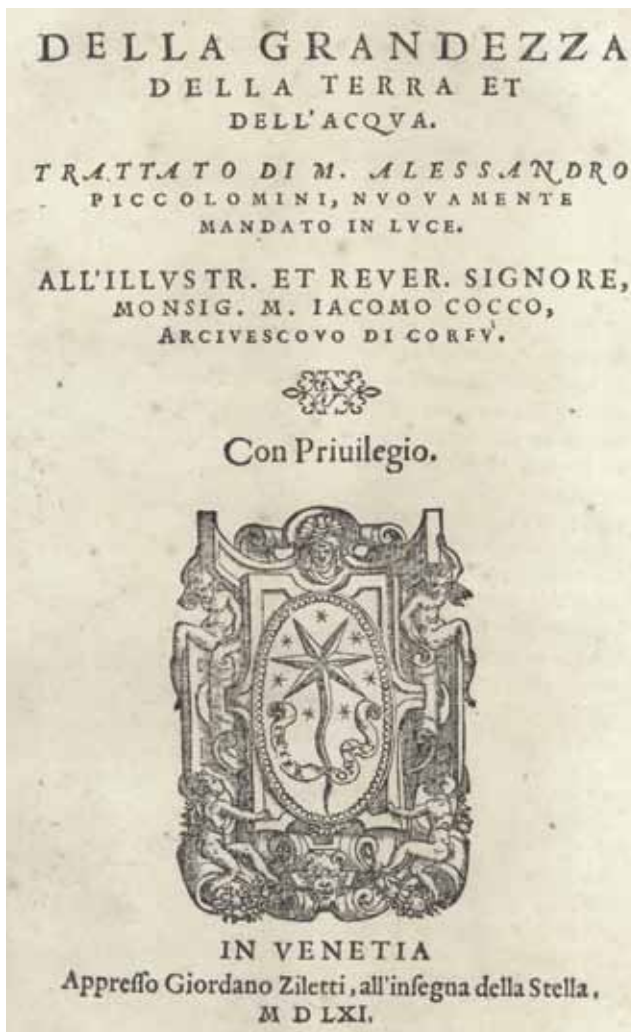 DELLA GRANDEZZA
DELLA TERRA ET
DELL'ACQVA.
TRATTATO DI M. ALESSANDRO
PICCOLOMINI, NVOVAMENTE
MANDATO IN LVCE.
ALL'ILLVSTR. ET REVER. SIGNORE,
MONSIG. M. IACOMO COCCO,
ARCIVESCOVO DI CORFV̀.
Con Priuilegio.
IN VENETIA
Appreſſo Giordano Ziletti, all'inſegna della Stella,
M D LXI.